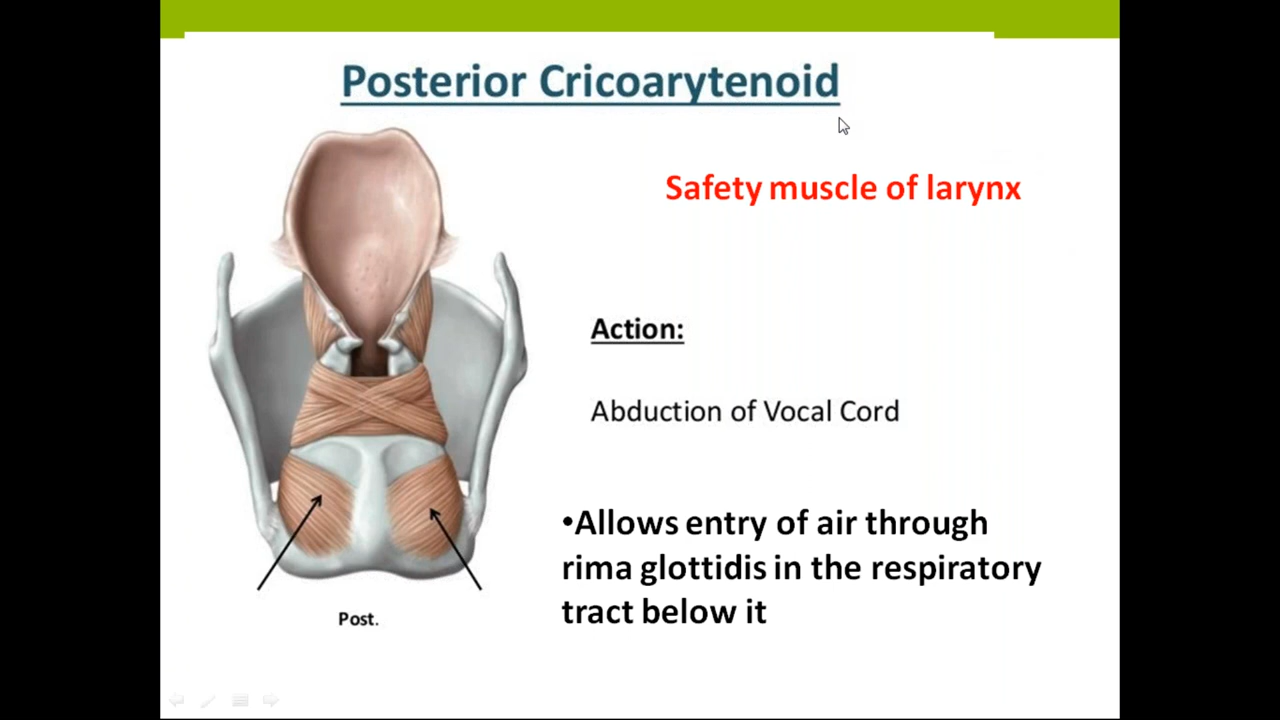 Posterior Cricoarytenoid
Safety muscle of larynx
Action:
Abduction of Vocal Cord
•Allows entry of air through
rima glottidis in the respiratory
tract below it
Post.